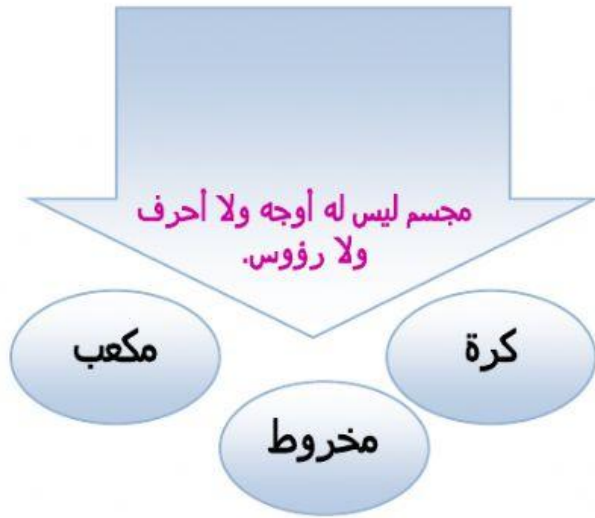 مجسم ليس له أوجه ولا أحرف
ولا رؤوس.
كرة
مكعب
مخروط